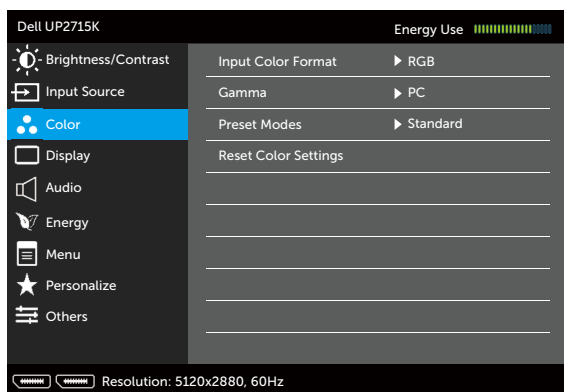 Dell UP2715K
Energy Use
Brightness/Contrast
Input Source
Color
Display
Audio
Energy
Menu
Personalize
Others
Input Color Format
RGB
Gamma
PC
Preset Modes
Standard
Reset Color Settings
Resolution: 5120x2880, 60Hz